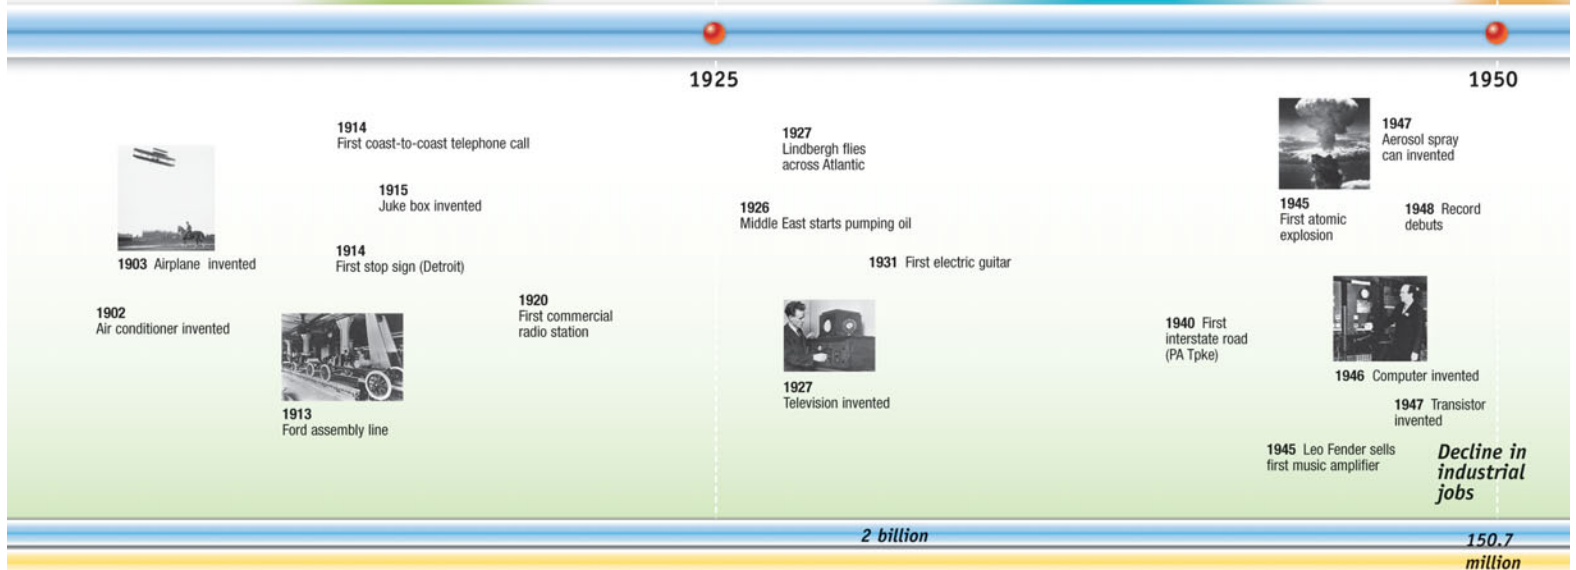 1925
1950
1914
First coast-to-coast telephone call
1915
Juke box invented
1914
First stop sign (Detroit)
1903 Airplane invented
1902
Air conditioner invented
1913
Ford assembly line
1920
First commercial
radio station
1927
Lindbergh flies
across Atlantic
1926
Middle East starts pumping oil
1931 First electric guitar
1927
Television invented
1940 First
interstate road
(PA Tpke)
1945
First atomic
explosion
1947
Aerosol spray
can invented
1948 Record
debuts
1946 Computer invented
1947 Transistor
invented
1945 Leo Fender sells
first music amplifier
Decline in
industrial
jobs
2 billion
150.7
million